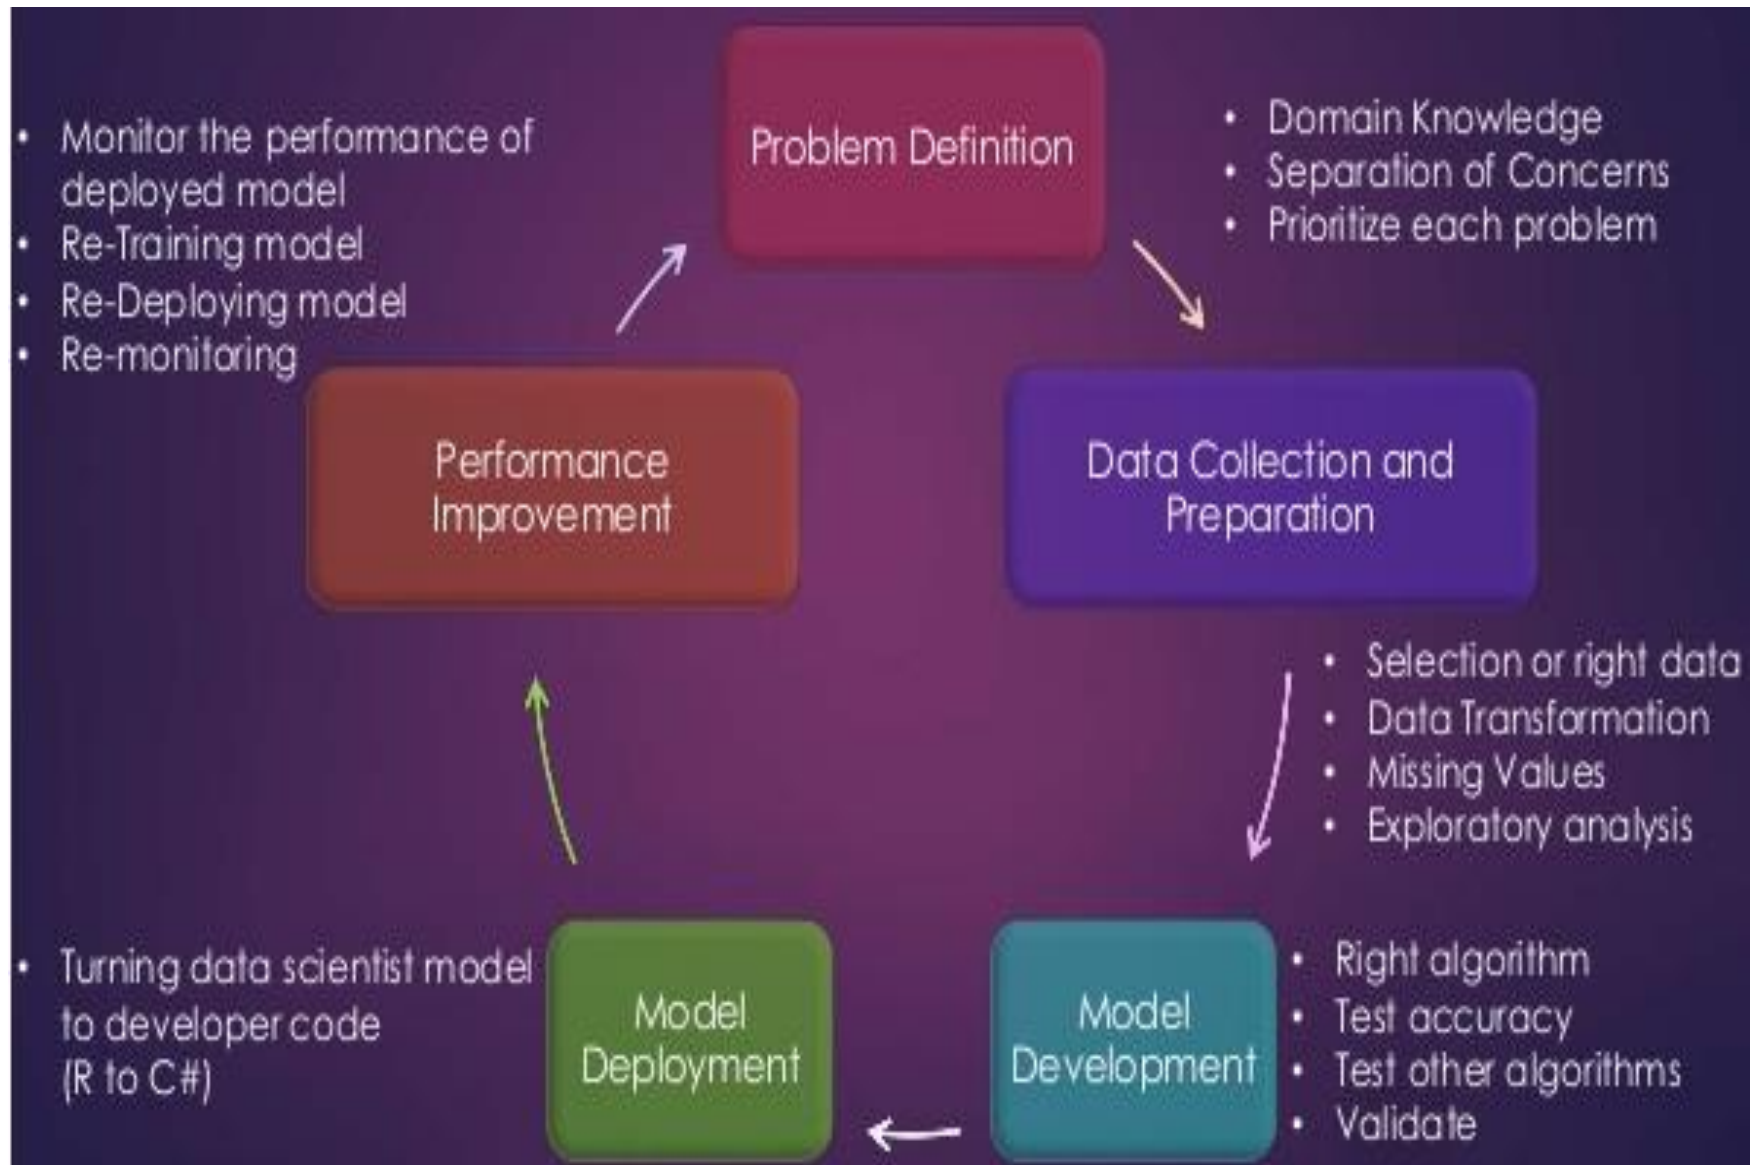 Problem Definition
• Domain Knowledge
• Separation of Concerns
• Prioritize each problem
Data Collection and
Preparation
• Selection or right data
• Data Transformation
• Missing Values
• Exploratory analysis
Model
Development
• Right algorithm
• Test accuracy
• Test other algorithms
• Validate
Model
Deployment
• Turning data scientist model
to developer code
(R to C#)
Performance
Improvement
• Monitor the performance of
deployed model
• Re-Training model
• Re-Deploying model
• Re-monitoring